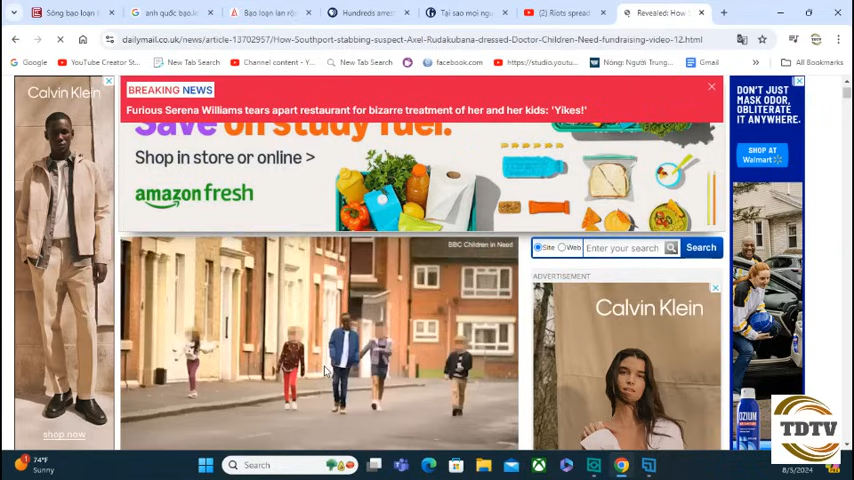 Sóng bạo loạn
anh quốc bạo lo
Bạo loạn lan rộ
Hundreds arres
Tại sao mọi ngu
(2) Riots spread
Revealed: How S
dailymail.co.uk/news/article-13702957/How-Southport-stabbing-suspect-Axel-Rudakubana-dressed-Doctor-Children-Need-fundraising-video-12.html
Google
YouTube Creator St...
New Tab Search
Channel content - Y...
New Tab Search
facebook.com
https://studio.yout...
Nóng: Người Trung...
Gmail
All Bookmarks
Calvin Klein
shop now
BREAKING NEWS
Furious Serena Williams tears apart restaurant for bizarre treatment of her and her kids: 'Yikes!'
Save on study fuel.
Shop in store or online >
amazon fresh
BBC Children in Need
Site
Web
Enter your search
Search
ADVERTISEMENT
Calvin Klein
DON'T JUST
MASK ODOR,
OBLITERATE
IT ANYWHERE.
SHOP AT
Walmart
OZIUM
TDTV
74°F
Sunny
Search
8/5/2024